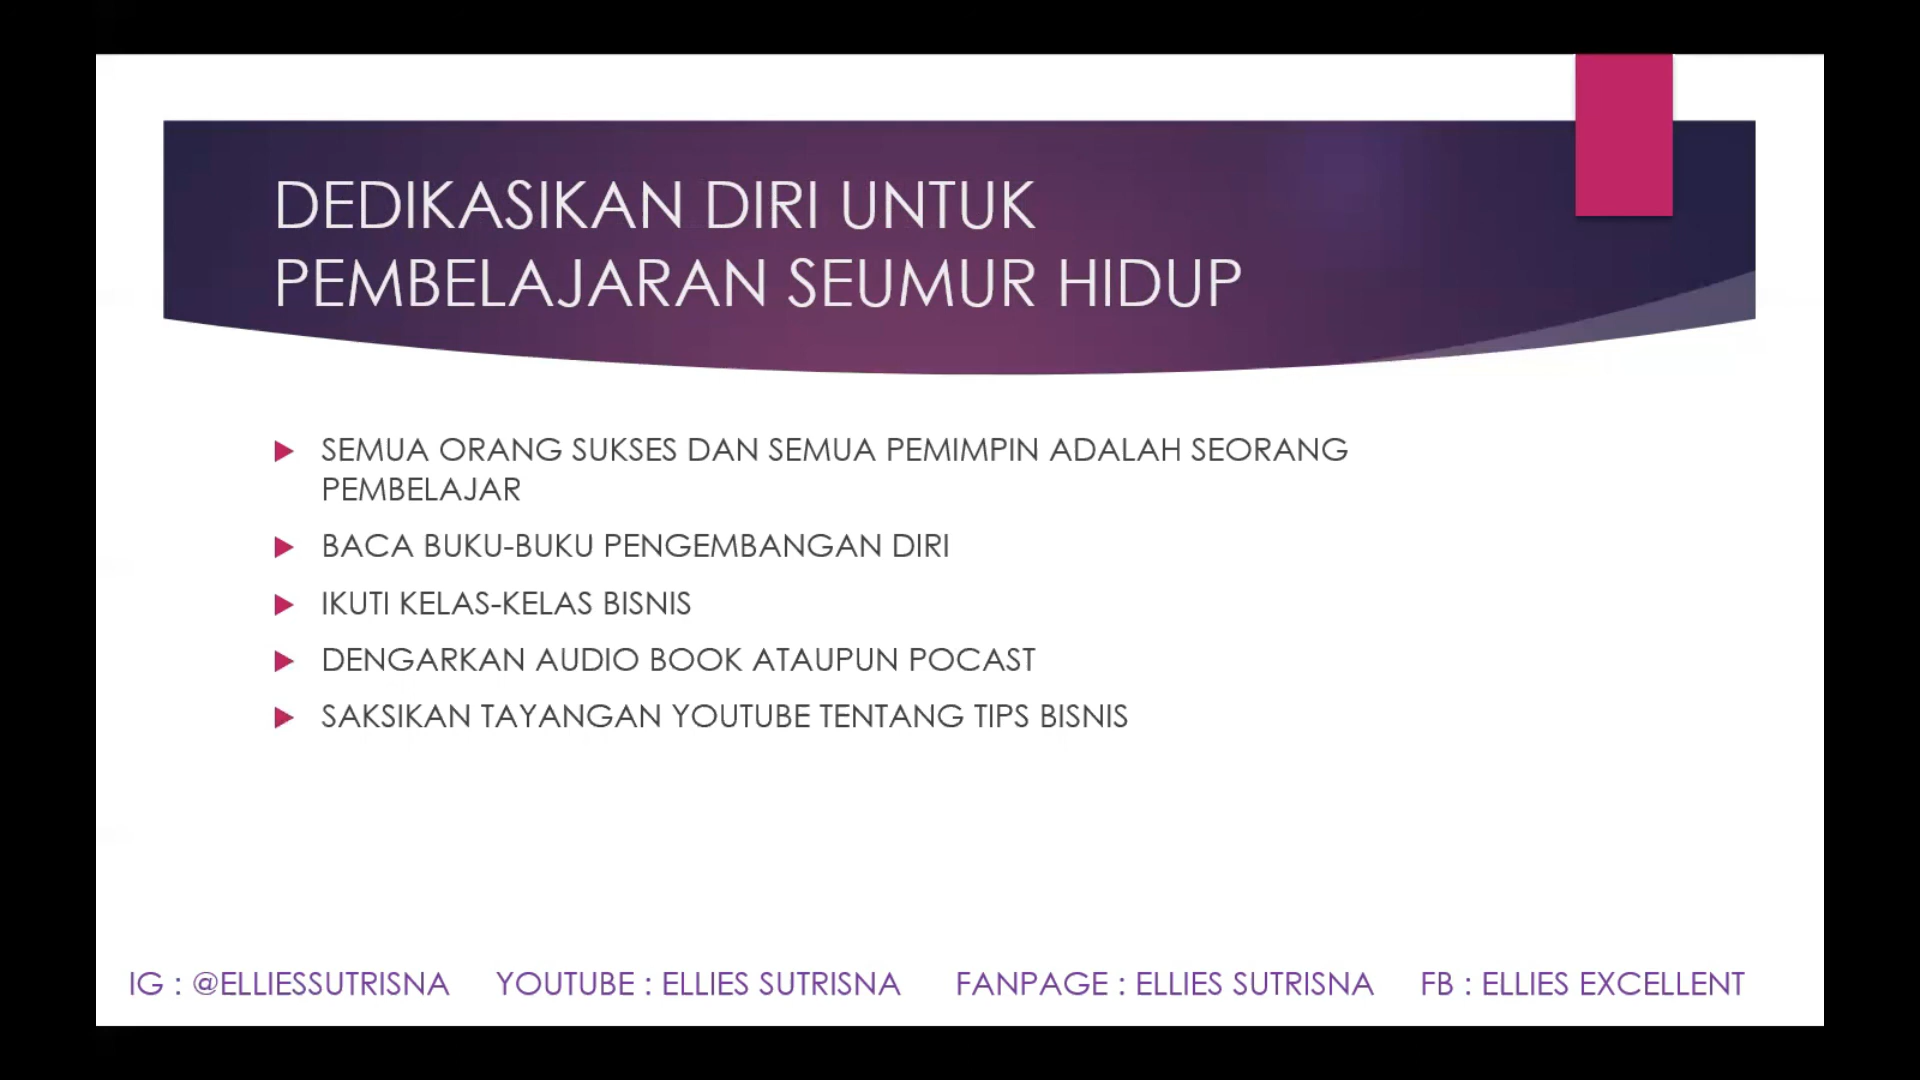 DEDIKASIKAN DIRI UNTUK
PEMBELAJARAN SEUMUR HIDUP
SEMUA ORANG SUKSES DAN SEMUA PEMIMPIN ADALAH SEORANG
PEMBELAJAR
BACA BUKU-BUKU PENGEMBANGAN DIRI
IKUTI KELAS-KELAS BISNIS
DENGARKAN AUDIO BOOK ATAUPUN POCAST
SAKSIKAN TAYANGAN YOUTUBE TENTANG TIPS BISNIS
IG : @ELLIESSUTRISNA YOUTUBE : ELLIES SUTRISNA FANPAGE : ELLIES SUTRISNA FB : ELLIES EXCELLENT